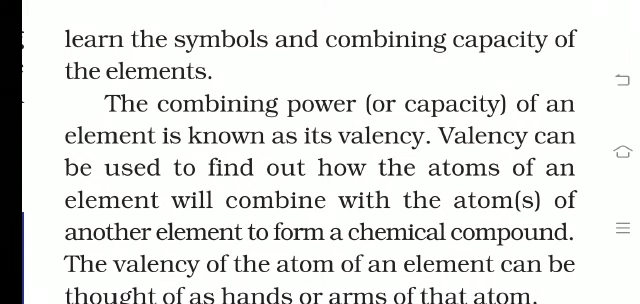 learn the symbols and combining capacity of
the elements.
The combining power (or capacity) of an
element is known as its valency. Valency can
be used to find out how the atoms of an
element will combine with the atom(s) of
another element to form a chemical compound.
The valency of the atom of an element can be
thought of as hands or arms of that atom.